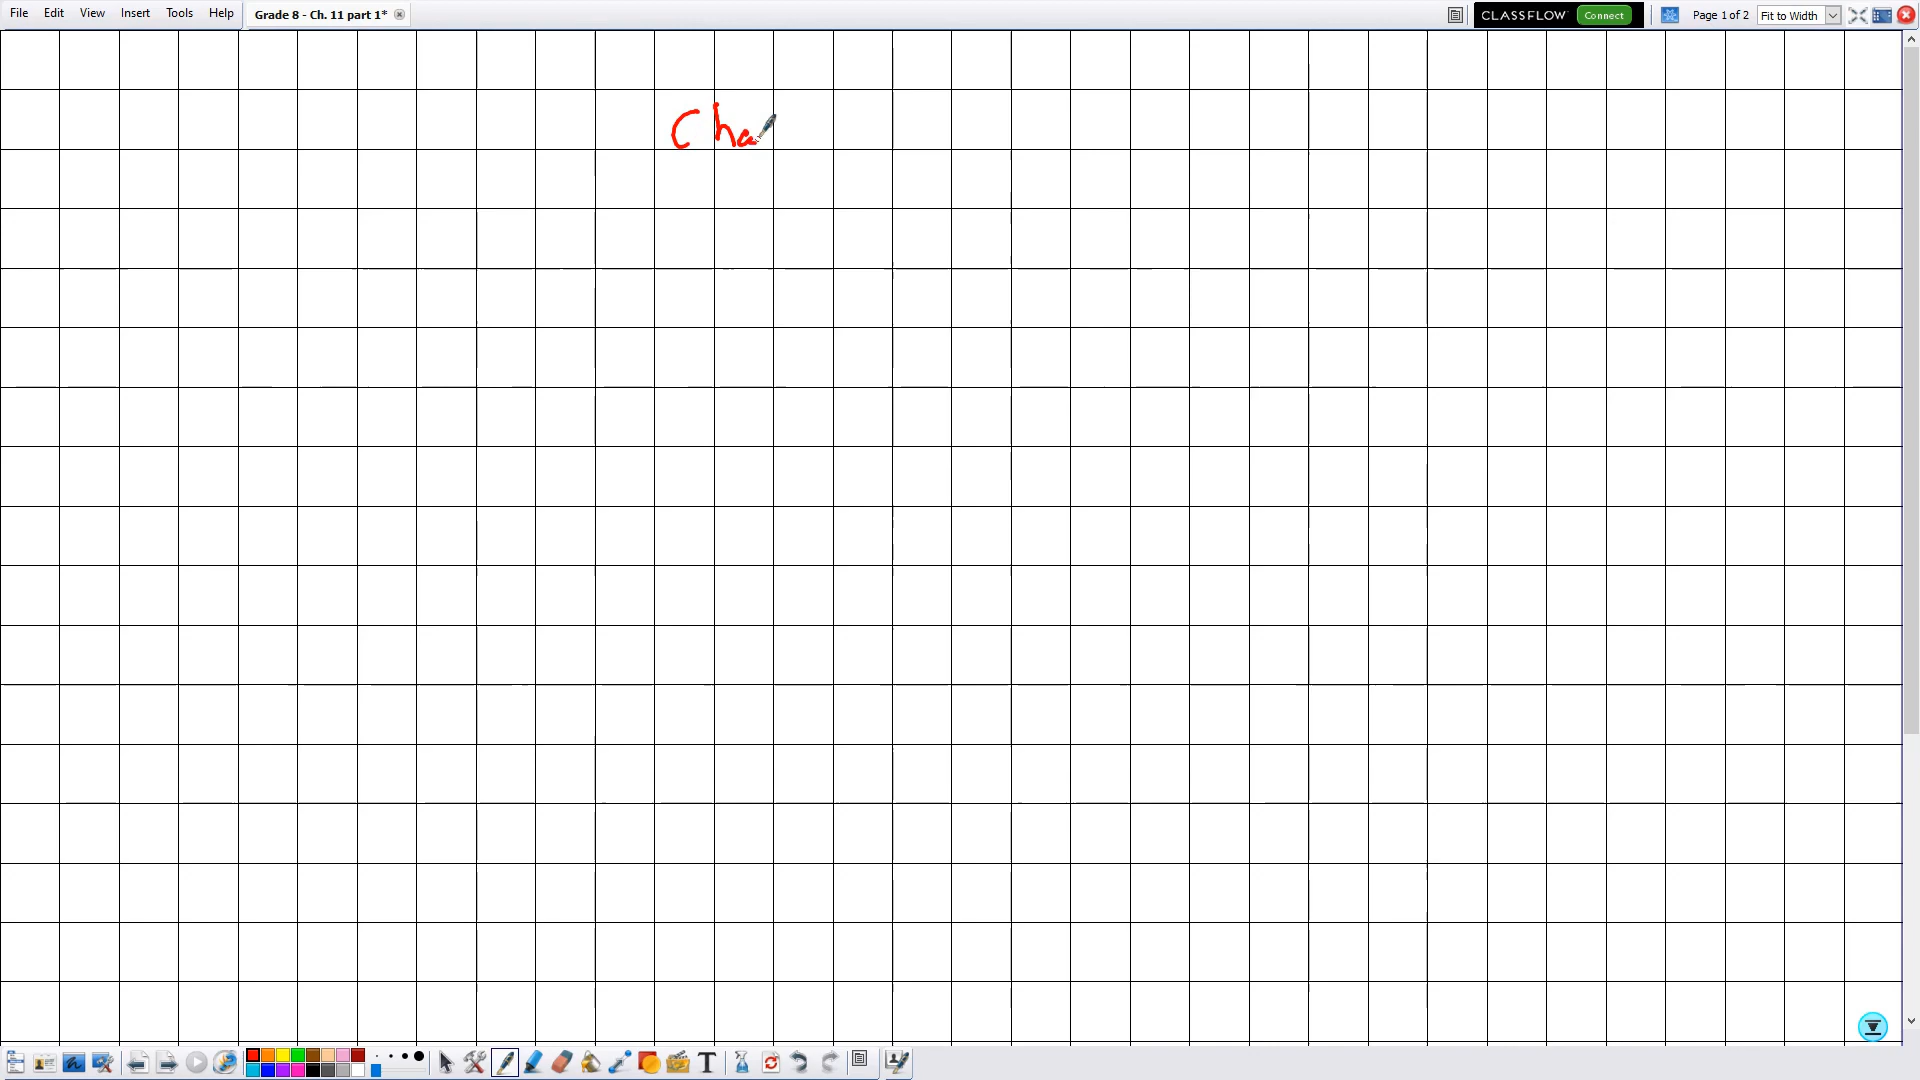 File Edit View Insert Tools Help Grade 8 - Ch. 11 part 1* CLASSFLOW Connect Page 1 of 2 Fit to Width
Cha
T